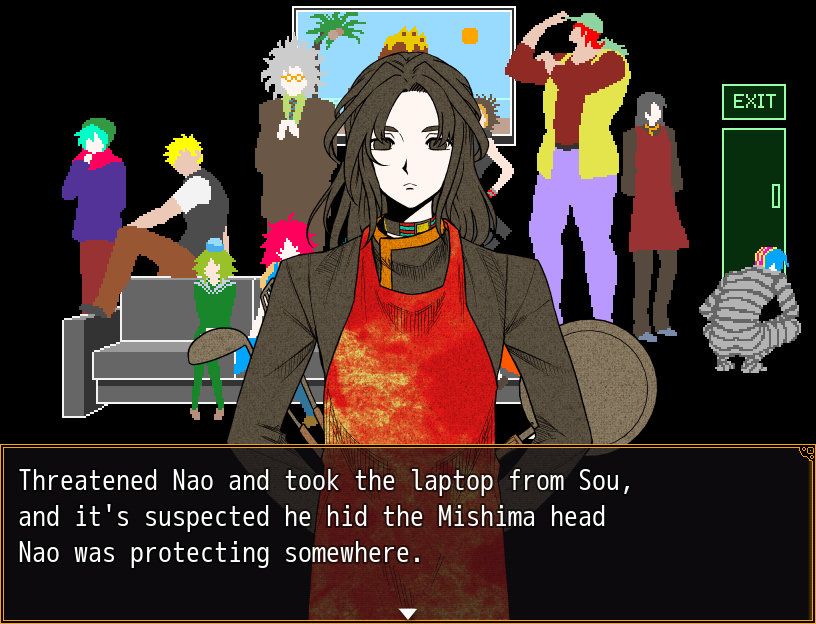 EXIT
Threatened Nao and took the laptop from Sou,
and it's suspected he hid the Mishima head
Nao was protecting somewhere.